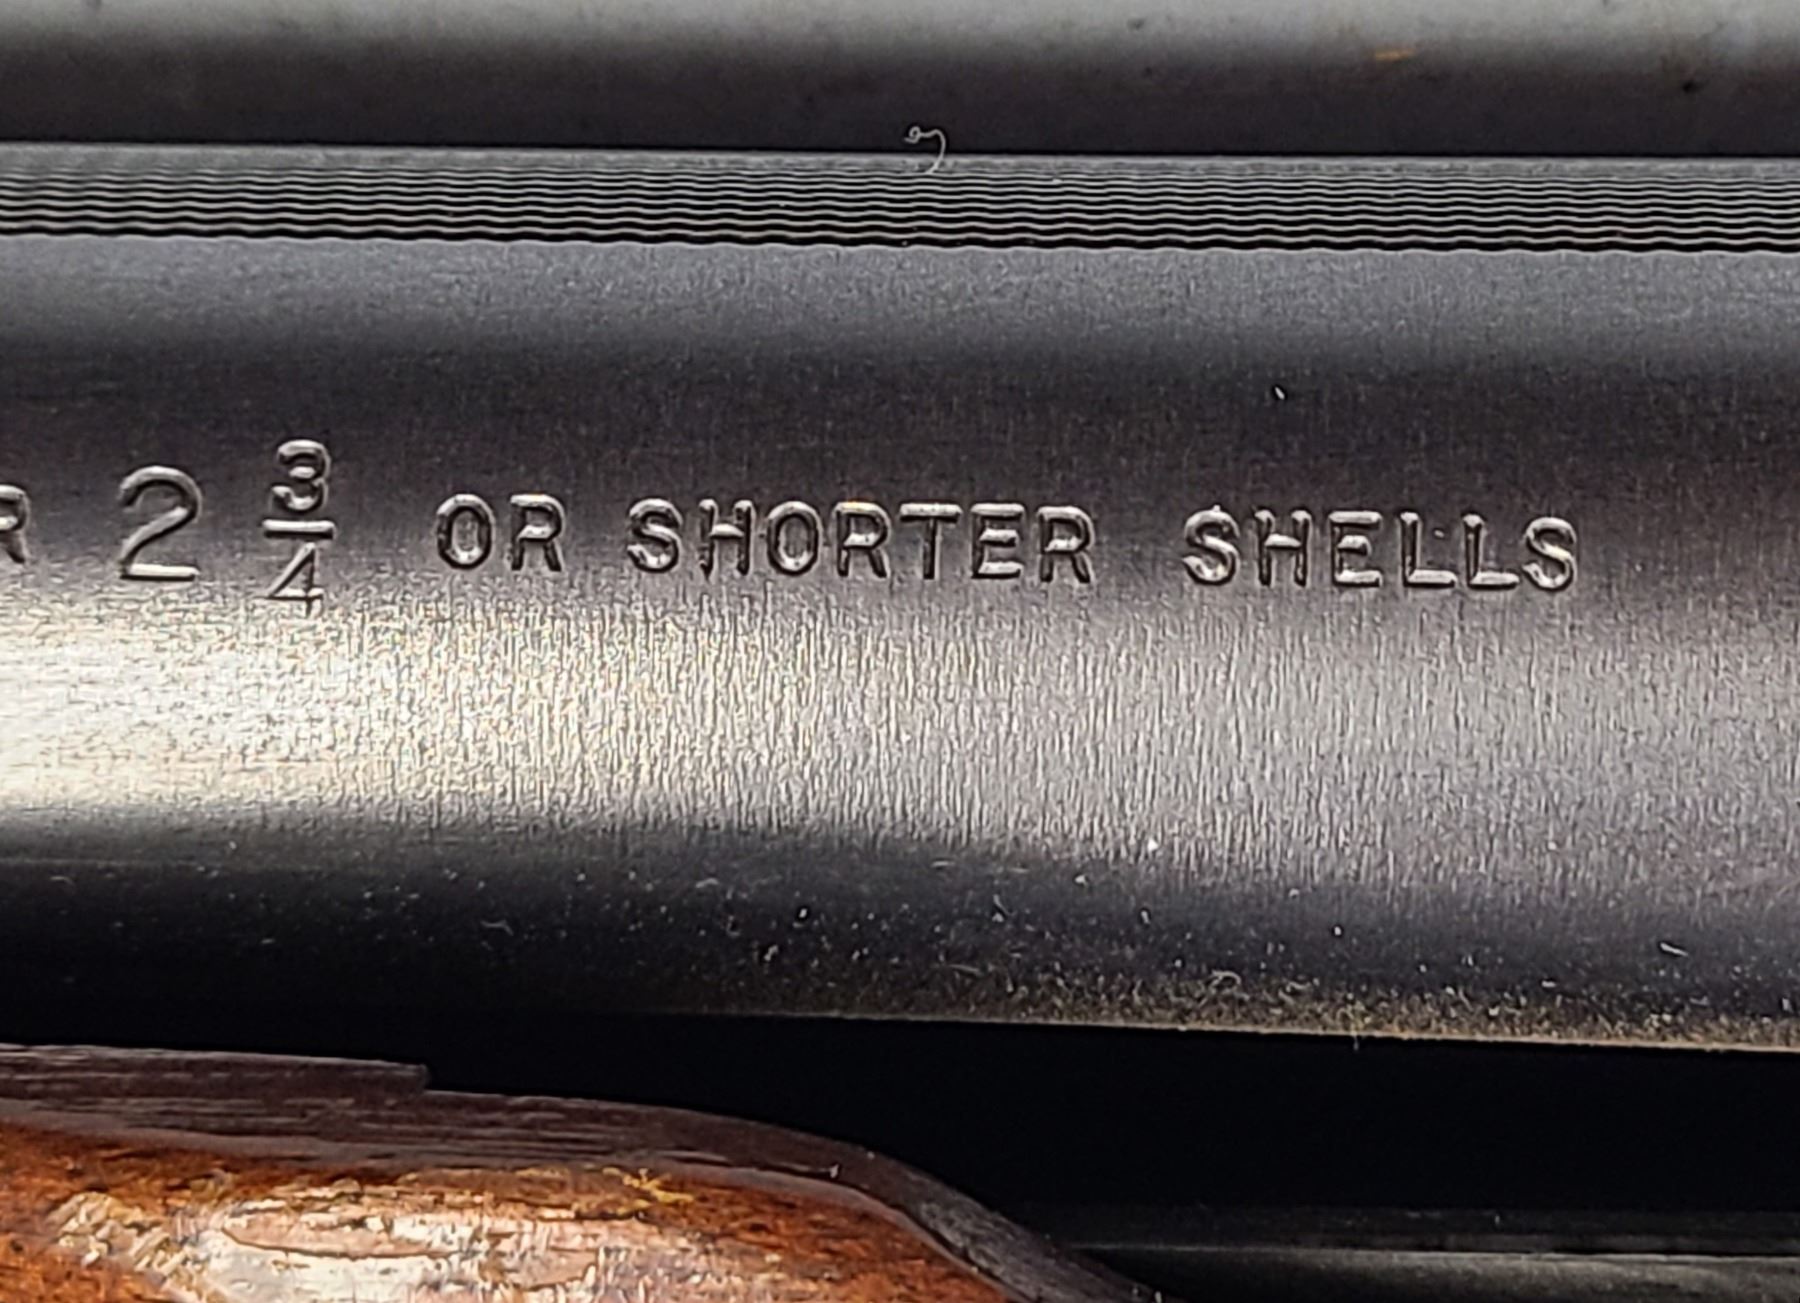 R 2 3/4 OR SHORTER SHELLS